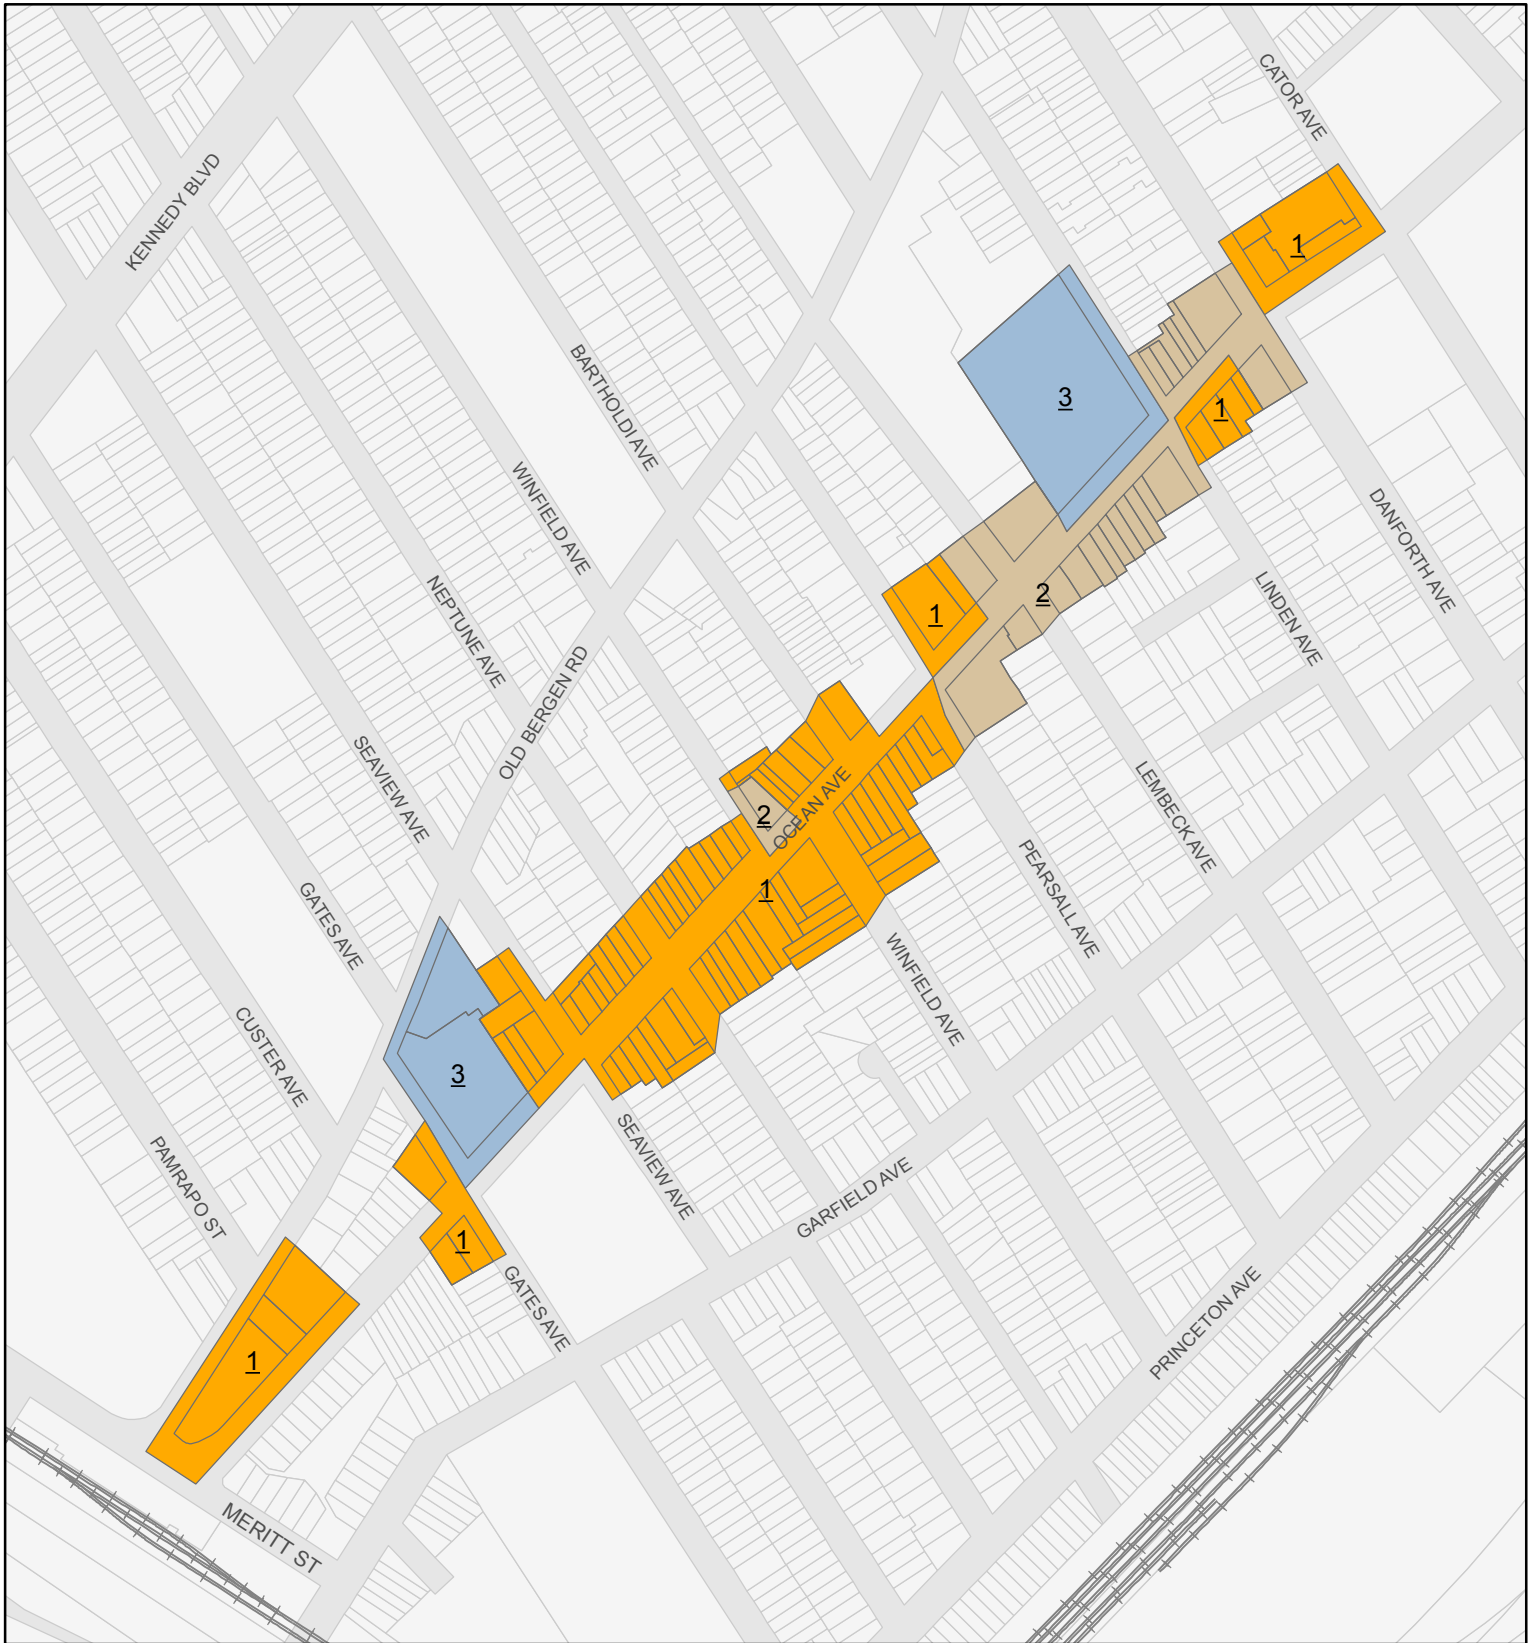 CATOR AVE
KENNEDY BLVD
1
BARTHOLDI AVE
3
1
WINFIELD AVE
DANFORTH AVE
NEPTUNE AVE
2
1
LINDEN AVE
OLD BERGEN RD
SEAVIEW AVE
2
OCEAN AVE
LEMBECK AVE
1
PEARSALL AVE
GATES AVE
WINFIELD AVE
CUSTER AVE
3
SEAVIEW AVE
PAMRAPO ST
GARFIELD AVE
1
GATES AVE
PRINCETON AVE
1
MERITT ST